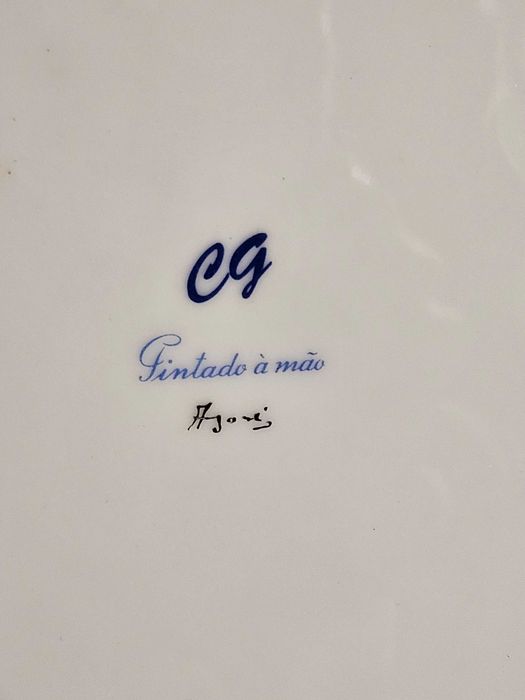 CG
Pintado à mão